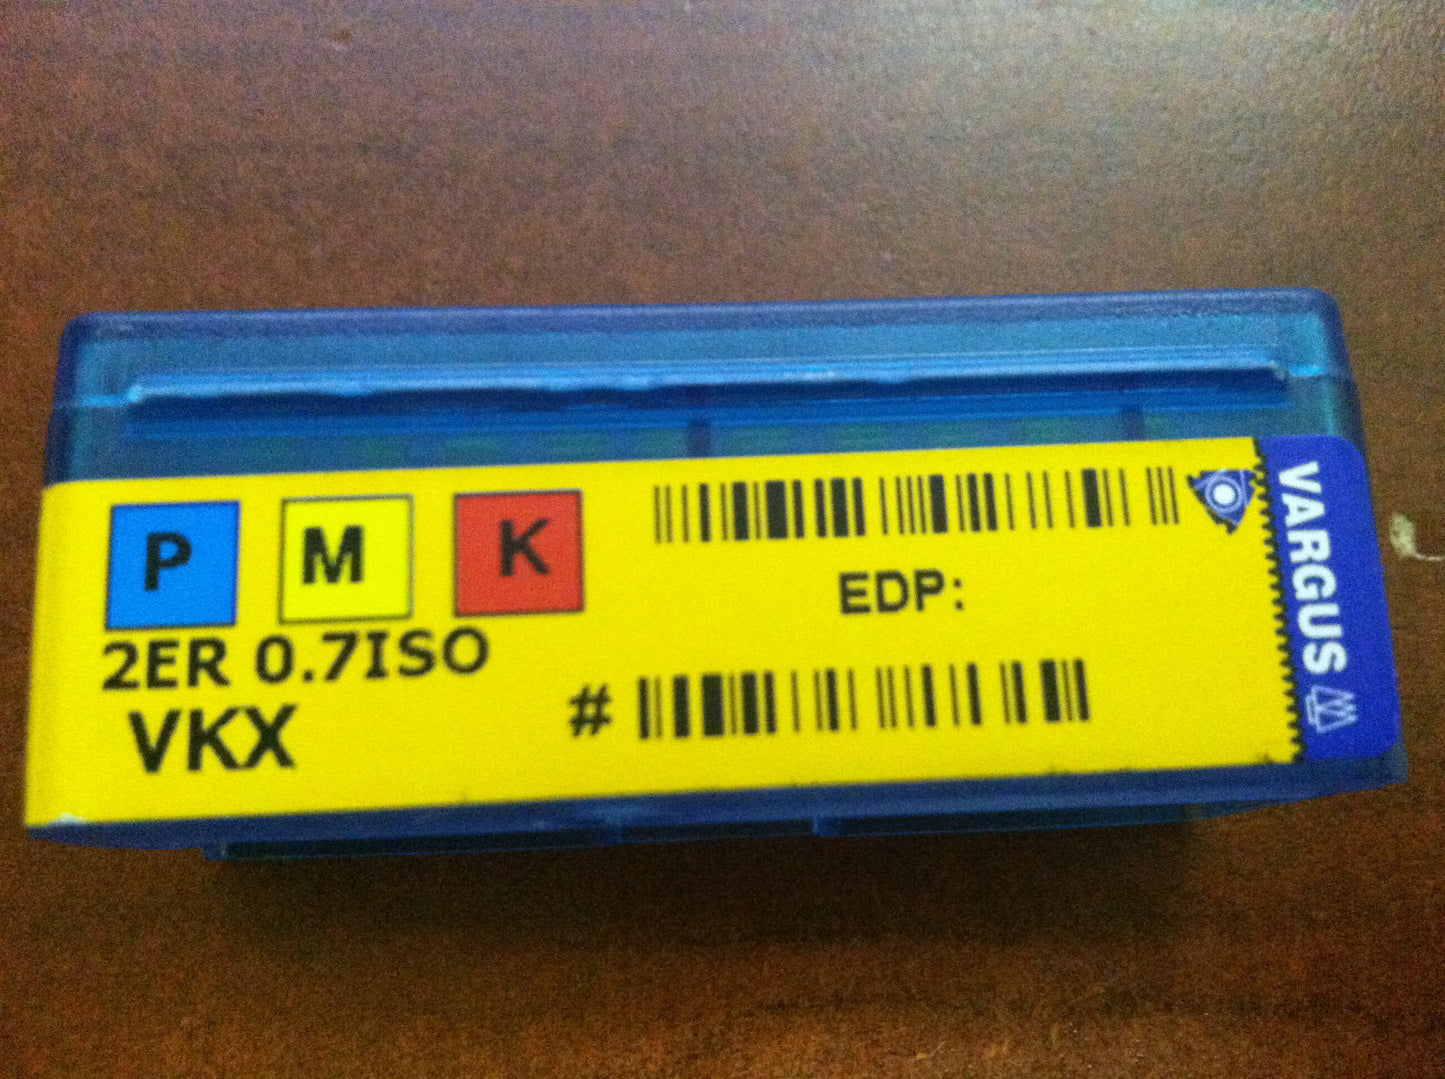 P M K
2ER 0.7ISO
VKX
EDP:
#
VARGUS